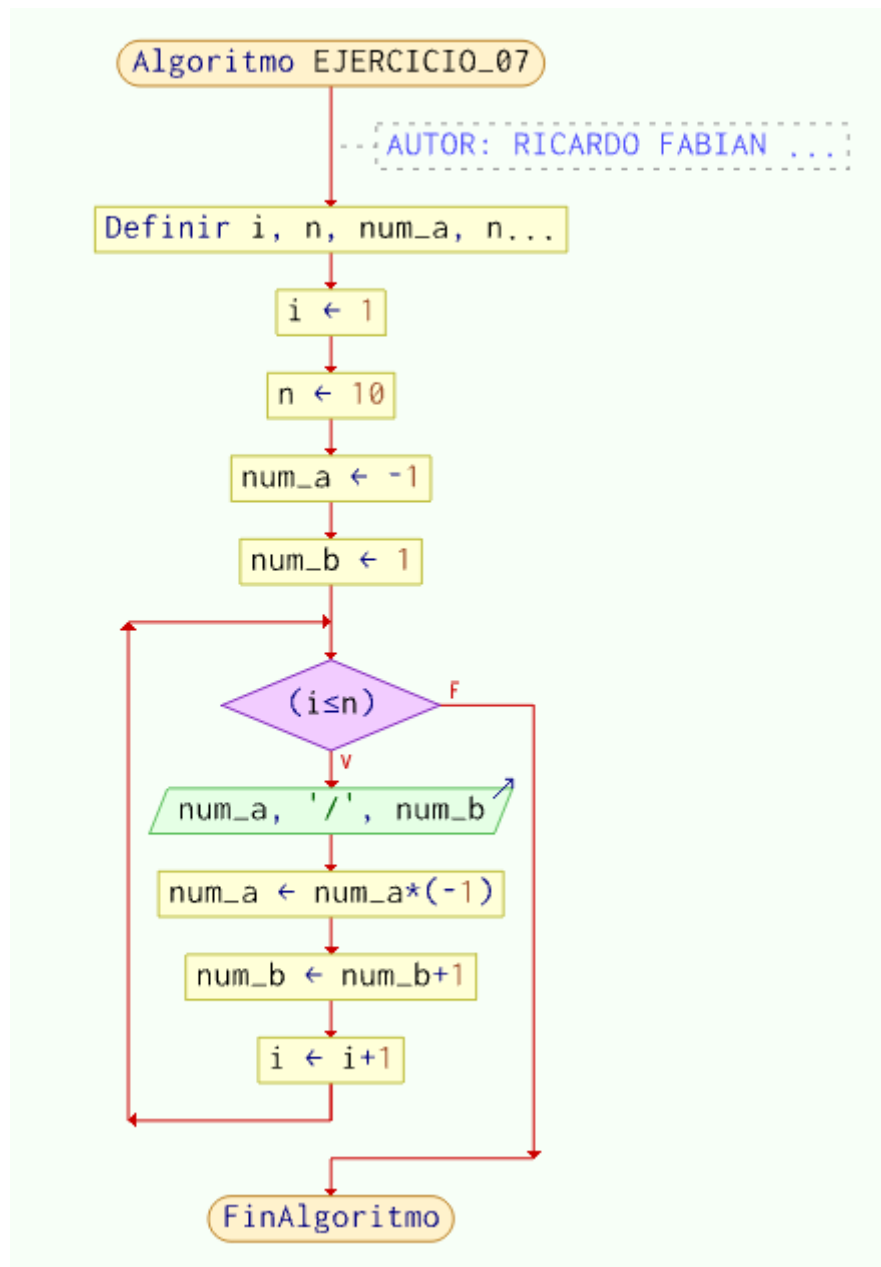 Algoritmo EJERCICIO_07
AUTOR: RICARDO FABIAN ...
Definir i, n, num_a, n...
i ← 1
n ← 10
num_a ← -1
num_b ← 1
(i≤n)
F
V
num_a, '/', num_b
num_a ← num_a*(-1)
num_b ← num_b+1
i ← i+1
FinAlgoritmo